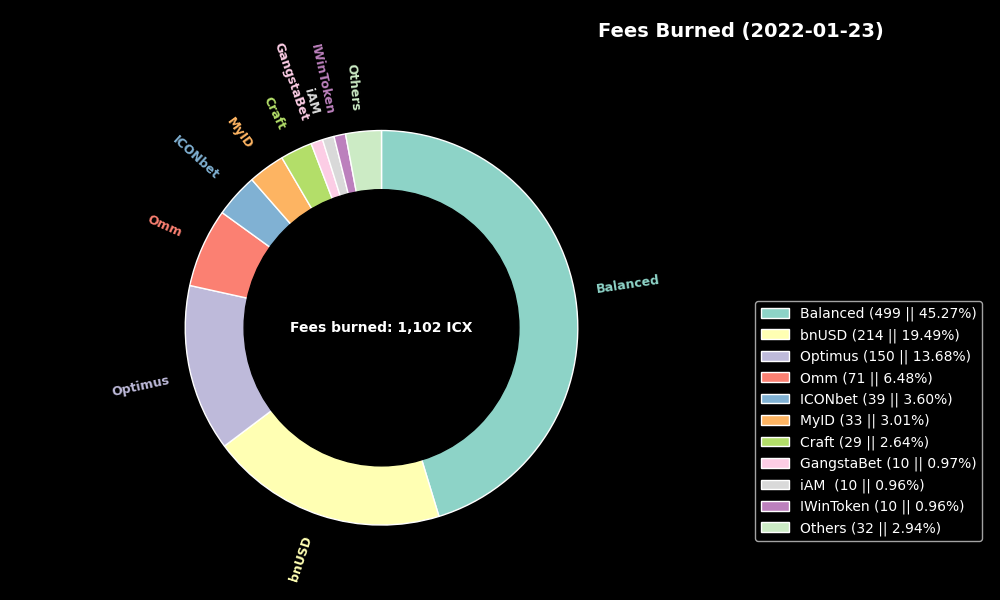 Fees Burned (2022-01-23)
Others
IWinToken
iAM
GangstaBet
Craft
MyID
ICONbet
Omm
Optimus
bnUSD
Balanced
Fees burned: 1,102 ICX
Balanced (499 || 45.27%)
bnUSD (214 || 19.49%)
Optimus (150 || 13.68%)
Omm (71 || 6.48%)
ICONbet (39 || 3.60%)
MyID (33 || 3.01%)
Craft (29 || 2.64%)
GangstaBet (10 || 0.97%)
iAM  (10 || 0.96%)
IWinToken (10 || 0.96%)
Others (32 || 2.94%)